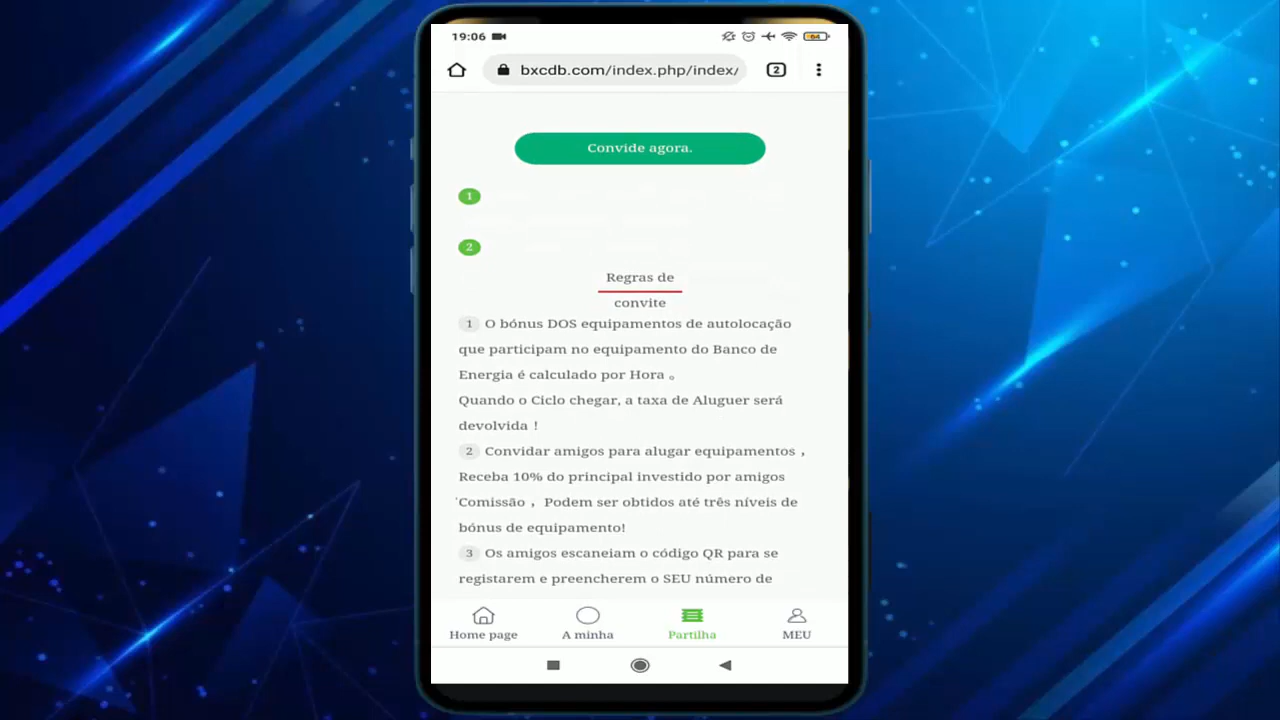 19:06
64
bxcdb.com/index.php/index/
2
Convide agora.
1
2
Regras de
convite
1 O bónus DOS equipamentos de autolocação
que participam no equipamento do Banco de
Energia é calculado por Hora 。
Quando o Ciclo chegar, a taxa de Aluguer será
devolvida！
2 Convidar amigos para alugar equipamentos，
Receba 10% do principal investido por amigos
Comissão， Podem ser obtidos até três níveis de
bónus de equipamento!
3 Os amigos escaneiam o código QR para se
registarem e preencherem o SEU número de
Home page A minha Partilha MEU